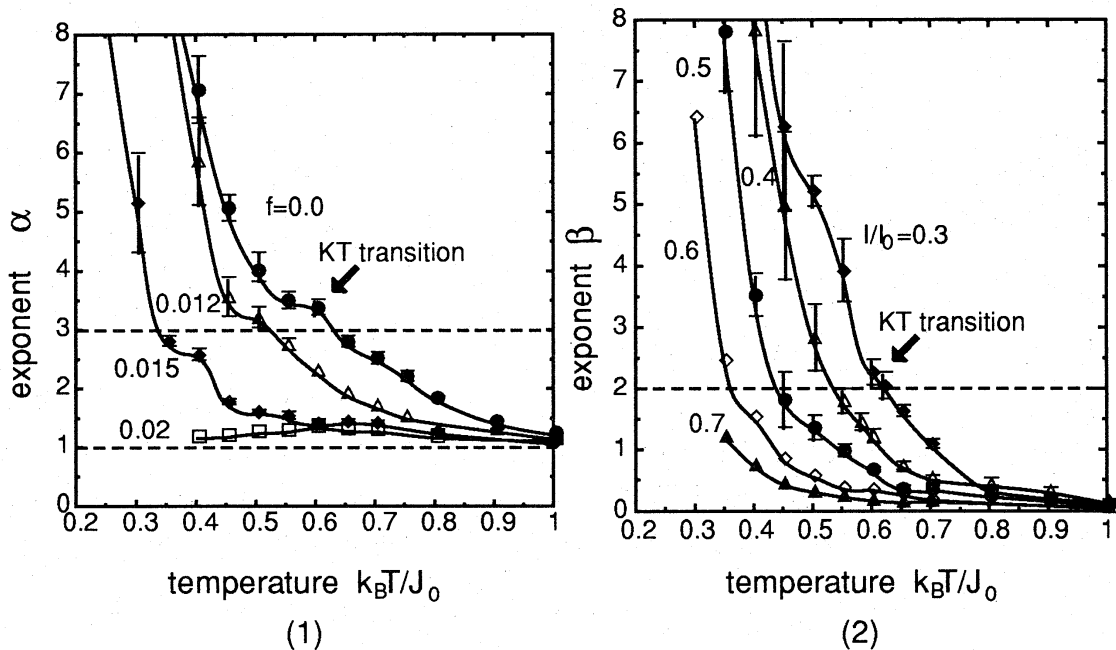 8
7
6
5
4
3
2
1
0
exponent α
f=0.0
KT transition
0.012
0.015
0.02
0.2 0.3 0.4 0.5 0.6 0.7 0.8 0.9 1
temperature k_BT/J_0
(1)
8
7
6
5
4
3
2
1
0
exponent β
0.5
0.4
0.6
I/I_0=0.3
KT transition
0.7
0.2 0.3 0.4 0.5 0.6 0.7 0.8 0.9 1
temperature k_BT/J_0
(2)